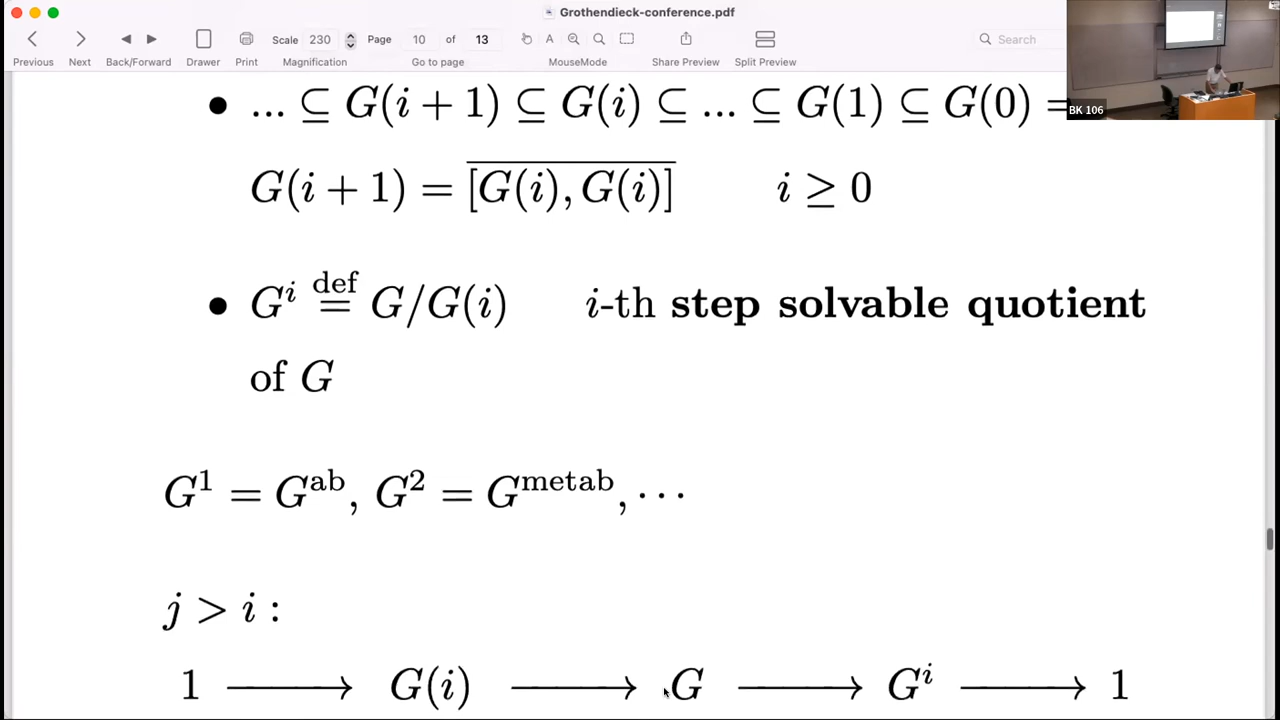 Grothendieck-conference.pdf
Scale 230 Page 10 of 13 A Search
Previous Next Back/Forward Drawer Print Magnification Go to page MouseMode Share Preview Split Preview
BK 106
• ... ⊆ G(i + 1) ⊆ G(i) ⊆ ... ⊆ G(1) ⊆ G(0) =
G(i + 1) = \overline{[G(i), G(i)]} i ≥ 0
• G^i \stackrel{def}{=} G/G(i) i-th step solvable quotient
of G
G^1 = G^{ab}, G^2 = G^{metab}, ⋯
j > i :
1 ⟶ G(i) ⟶ G ⟶ G^i ⟶ 1